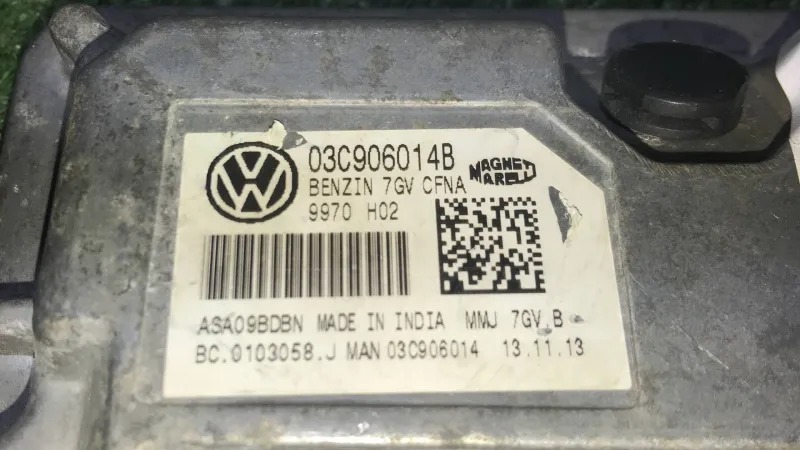 03C906014B
MAGNETI
MARELLI
BENZIN 7GV CFNA
9970 H02
ASA09BDBN MADE IN INDIA MMJ 7GV.B
BC.0103058.J MAN 03C906014 13.11.13